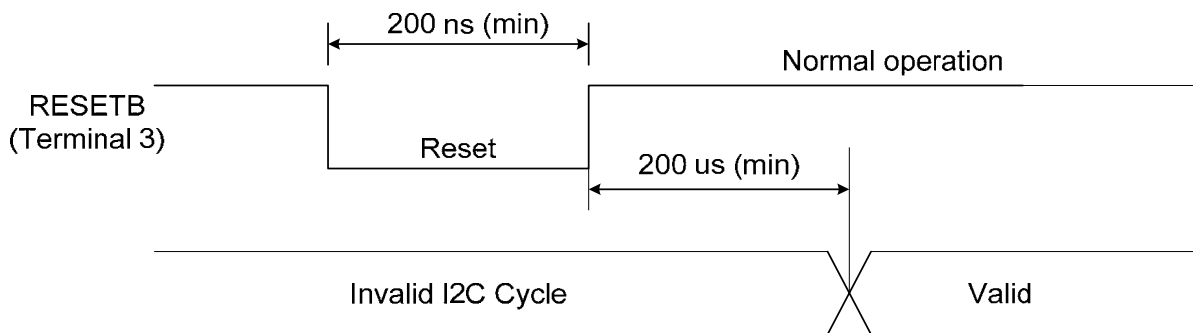 200 ns (min)
Normal operation
RESETB
(Terminal 3)
Reset
200 us (min)
Invalid I2C Cycle
Valid